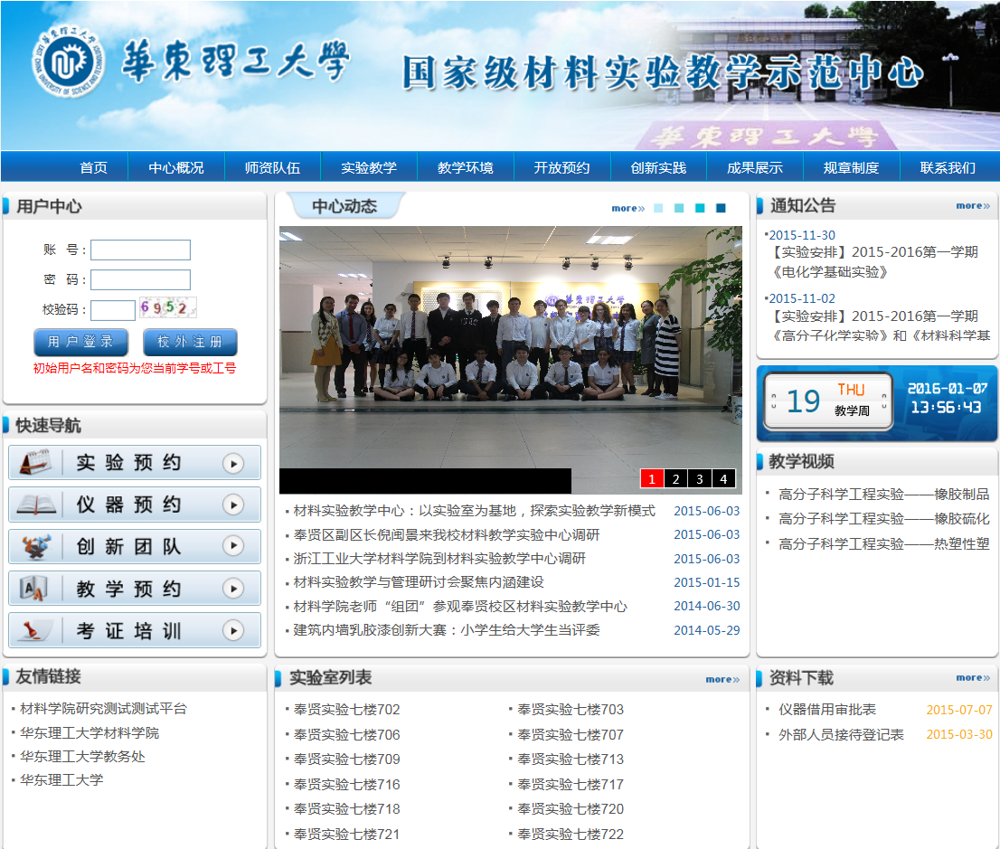 華東理工大學
EAST CHINA UNIVERSITY OF SCIENCE AND TECHNOLOGY
国家级材料实验教学示范中心
華東理工大學
首页 中心概况 师资队伍 实验教学 教学环境 开放预约 创新实践 成果展示 规章制度 联系我们
用户中心
账 号：
密 码：
校验码：
6952
用户登录 校外注册
初始用户名和密码为您当前学号或工号
快速导航
实验预约
仪器预约
创新团队
教学预约
考证培训
中心动态
more»
華東理工大學
1 2 3 4
材料实验教学中心：以实验室为基地，探索实验教学新模式 2015-06-03
奉贤区副区长倪闽景来我校材料教学实验中心调研 2015-06-03
浙江工业大学材料学院到材料实验教学中心调研 2015-06-03
材料实验教学与管理研讨会聚焦内涵建设 2015-01-15
材料学院老师“组团”参观奉贤校区材料实验教学中心 2014-06-30
建筑内墙乳胶漆创新大赛：小学生给大学生当评委 2014-05-29
通知公告
more»
2015-11-30
【实验安排】2015-2016第一学期
《电化学基础实验》
2015-11-02
【实验安排】2015-2016第一学期
《高分子化学实验》和《材料科学基
19
THU
教学周
2016-01-07
13:56:43
教学视频
高分子科学工程实验——橡胶制品
高分子科学工程实验——橡胶硫化
高分子科学工程实验——热塑性塑
友情链接
材料学院研究测试测试平台
华东理工大学材料学院
华东理工大学教务处
华东理工大学
实验室列表
more»
奉贤实验七楼702 奉贤实验七楼703
奉贤实验七楼706 奉贤实验七楼707
奉贤实验七楼709 奉贤实验七楼713
奉贤实验七楼716 奉贤实验七楼717
奉贤实验七楼718 奉贤实验七楼720
奉贤实验七楼721 奉贤实验七楼722
资料下载
more»
仪器借用审批表 2015-07-07
外部人员接待登记表 2015-03-30